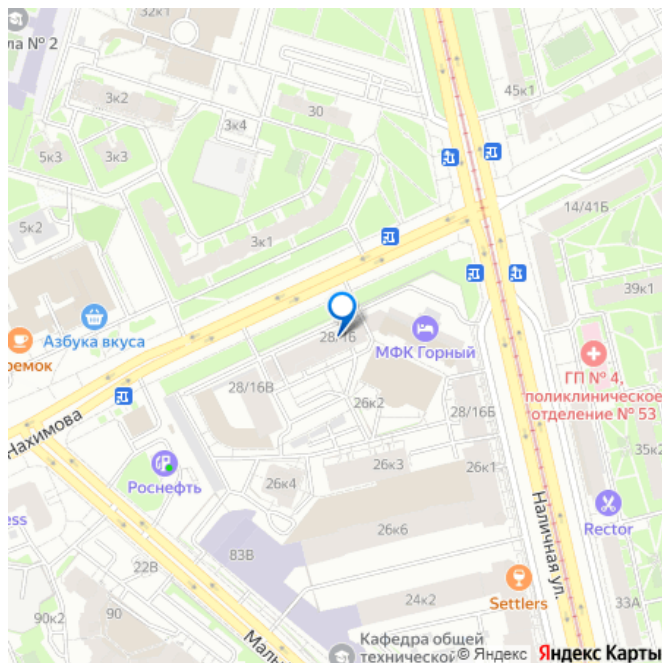 32к1
ла № 2
45к1
3к2
30
3к4
5к3
3к3
14/41Б
5к2
3к1
39к1
Азбука вкуса
28/16
МФК Горный
ремок
ГП № 4,
поликлиническое
отделение № 53
28/16В
26к2
28/16Б
Нахимова
35к2
26к3
26к1
Роснефть
26к4
ess
Наличная ул.
Rector
26к6
83В
22В
Settlers
24к2
33А
90к2
90
Малы
Кафедра общей
технической
© Яндекс Яндекс Карты